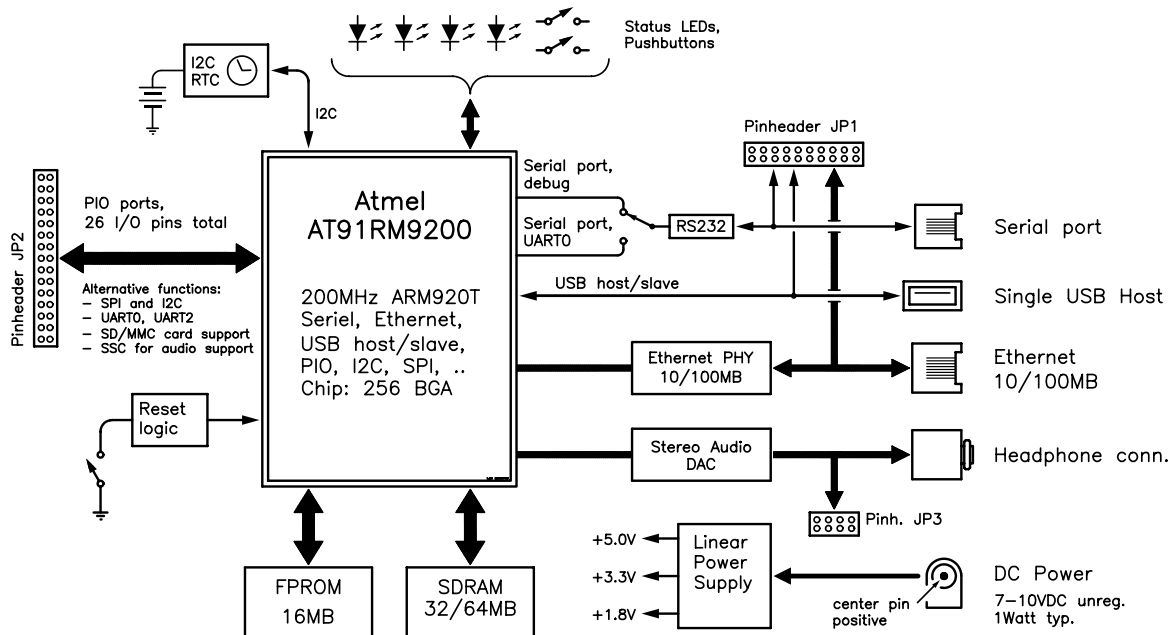 Status LEDs,
Pushbuttons
I2C
RTC
I2C
Pinheader JP1
Serial port,
debug
Serial port,
UART0
RS232
Serial port
PIO ports,
26 I/O pins total
Pinheader JP2
Alternative functions:
– SPI and I2C
– UART0, UART2
– SD/MMC card support
– SSC for audio support
Atmel
AT91RM9200
200MHz ARM920T
Seriel, Ethernet,
USB host/slave,
PIO, I2C, SPI, ..
Chip: 256 BGA
USB host/slave
Single USB Host
Ethernet PHY
10/100MB
Ethernet
10/100MB
Reset
logic
Stereo Audio
DAC
Headphone conn.
Pinh. JP3
FPROM
16MB
SDRAM
32/64MB
+5.0V
+3.3V
+1.8V
Linear
Power
Supply
center pin
positive
DC Power
7–10VDC unreg.
1Watt typ.